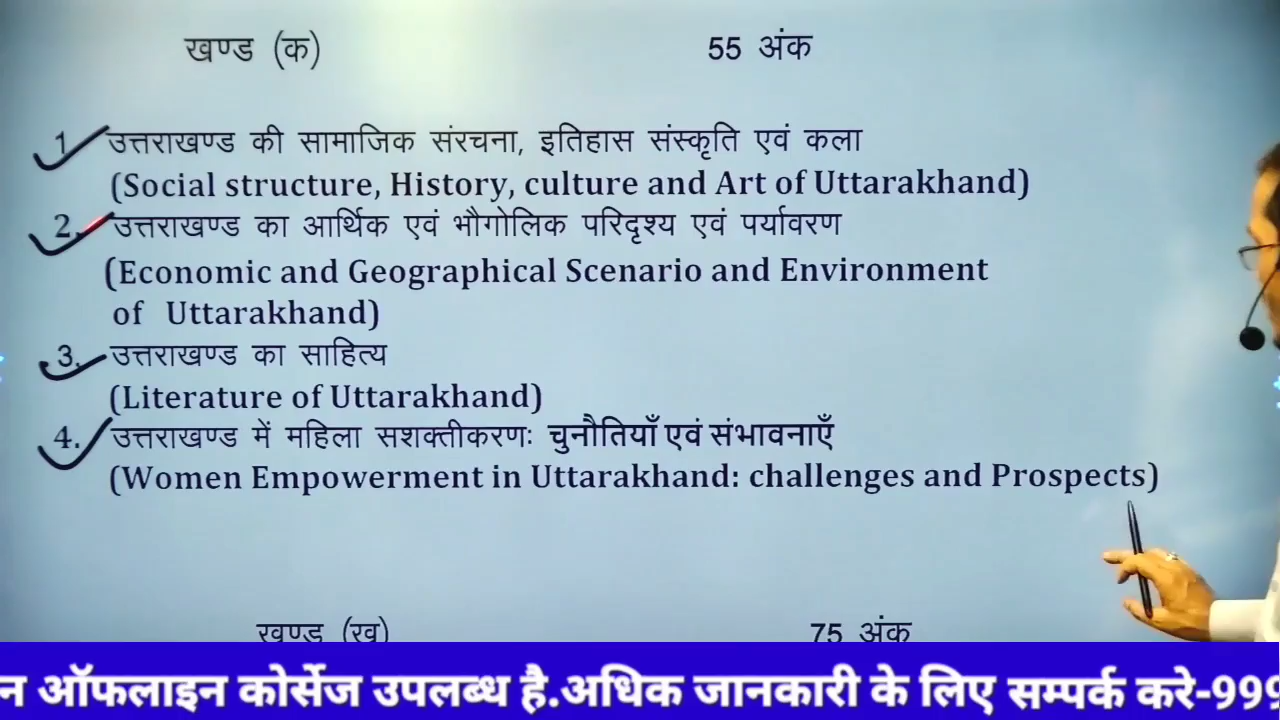 खण्ड (क) 55 अंक
1 उत्तराखण्ड की सामाजिक संरचना, इतिहास संस्कृति एवं कला
(Social structure, History, culture and Art of Uttarakhand)
2. उत्तराखण्ड का आर्थिक एवं भौगोलिक परिदृश्य एवं पर्यावरण
(Economic and Geographical Scenario and Environment
of Uttarakhand)
3. उत्तराखण्ड का साहित्य
(Literature of Uttarakhand)
4. उत्तराखण्ड में महिला सशक्तीकरणः चुनौतियाँ एवं संभावनाएँ
(Women Empowerment in Uttarakhand: challenges and Prospects)
खण्ड (ख) 75 अंक
न ऑफलाइन कोर्सेज उपलब्ध है.अधिक जानकारी के लिए सम्पर्क करे-999